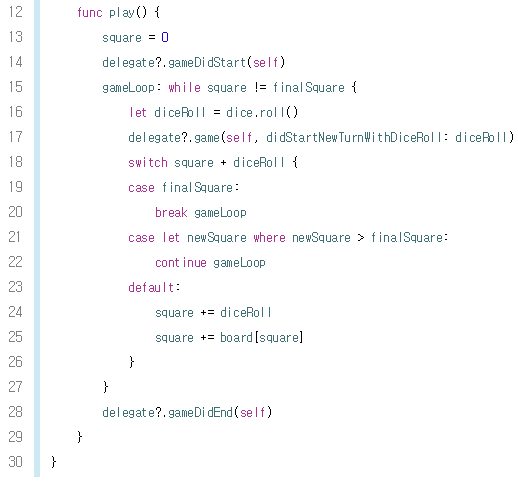 12    func play() {
13        square = 0
14        delegate?.gameDidStart(self)
15        gameLoop: while square != finalSquare {
16            let diceRoll = dice.roll()
17            delegate?.game(self, didStartNewTurnWithDiceRoll: diceRoll)
18            switch square + diceRoll {
19            case finalSquare:
20                break gameLoop
21            case let newSquare where newSquare > finalSquare:
22                continue gameLoop
23            default:
24                square += diceRoll
25                square += board[square]
26            }
27        }
28        delegate?.gameDidEnd(self)
29    }
30 }